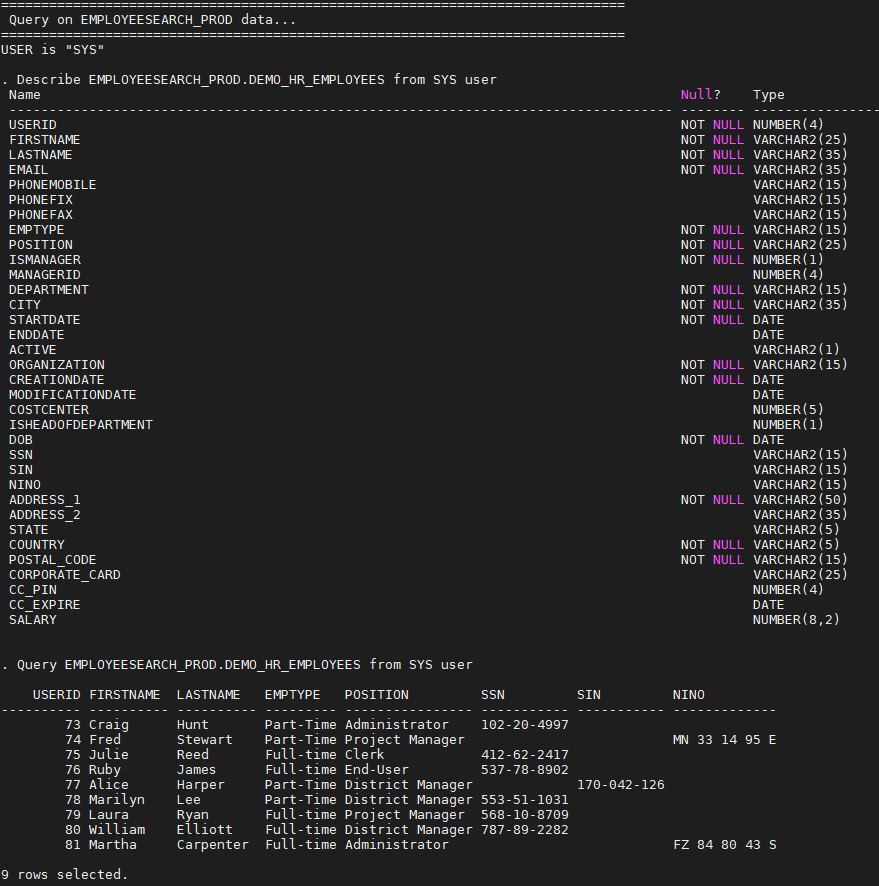 ==============================================================================
 Query on EMPLOYEESEARCH_PROD data...
==============================================================================
USER is "SYS"

. Describe EMPLOYEESEARCH_PROD.DEMO_HR_EMPLOYEES from SYS user
 Name                                                                                Null?    Type
 ----------------------------------------------------------------------------------- -------- ----------------
 USERID                                                                              NOT NULL NUMBER(4)
 FIRSTNAME                                                                           NOT NULL VARCHAR2(25)
 LASTNAME                                                                            NOT NULL VARCHAR2(35)
 EMAIL                                                                               NOT NULL VARCHAR2(35)
 PHONEMOBILE                                                                                  VARCHAR2(15)
 PHONEFIX                                                                                     VARCHAR2(15)
 PHONEFAX                                                                                     VARCHAR2(15)
 EMPTYPE                                                                             NOT NULL VARCHAR2(15)
 POSITION                                                                            NOT NULL VARCHAR2(25)
 ISMANAGER                                                                           NOT NULL NUMBER(1)
 MANAGERID                                                                                    NUMBER(4)
 DEPARTMENT                                                                          NOT NULL VARCHAR2(15)
 CITY                                                                                NOT NULL VARCHAR2(35)
 STARTDATE                                                                           NOT NULL DATE
 ENDDATE                                                                                      DATE
 ACTIVE                                                                                       VARCHAR2(1)
 ORGANIZATION                                                                        NOT NULL VARCHAR2(15)
 CREATIONDATE                                                                        NOT NULL DATE
 MODIFICATIONDATE                                                                             DATE
 COSTCENTER                                                                                   NUMBER(5)
 ISHEADOFDEPARTMENT                                                                           NUMBER(1)
 DOB                                                                                 NOT NULL DATE
 SSN                                                                                          VARCHAR2(15)
 SIN                                                                                          VARCHAR2(15)
 NINO                                                                                         VARCHAR2(15)
 ADDRESS_1                                                                           NOT NULL VARCHAR2(50)
 ADDRESS_2                                                                                    VARCHAR2(35)
 STATE                                                                                        VARCHAR2(5)
 COUNTRY                                                                             NOT NULL VARCHAR2(5)
 POSTAL_CODE                                                                         NOT NULL VARCHAR2(15)
 CORPORATE_CARD                                                                               VARCHAR2(25)
 CC_PIN                                                                                       NUMBER(4)
 CC_EXPIRE                                                                                    DATE
 SALARY                                                                                       NUMBER(8,2)

. Query EMPLOYEESEARCH_PROD.DEMO_HR_EMPLOYEES from SYS user

    USERID FIRSTNAME  LASTNAME   EMPTYPE   POSITION         SSN         SIN         NINO
---------- ---------- ---------- --------- ---------------- ----------- ----------- -------------
        73 Craig      Hunt       Part-Time Administrator    102-20-4997
        74 Fred       Stewart    Part-Time Project Manager                          MN 33 14 95 E
        75 Julie      Reed       Full-time Clerk            412-62-2417
        76 Ruby       James      Full-time End-User         537-78-8902
        77 Alice      Harper     Part-Time District Manager             170-042-126
        78 Marilyn    Lee        Part-Time District Manager 553-51-1031
        79 Laura      Ryan       Full-time Project Manager  568-10-8709
        80 William    Elliott    Full-time District Manager 787-89-2282
        81 Martha     Carpenter  Full-time Administrator                            FZ 84 80 43 S

9 rows selected.